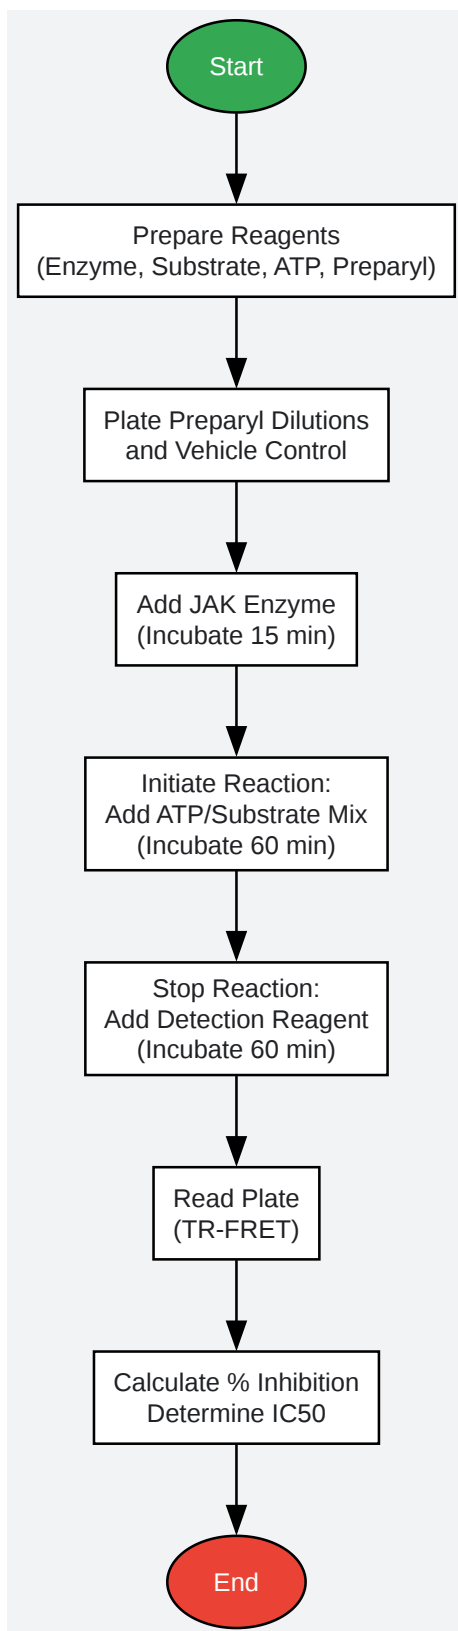 Start
Prepare Reagents
(Enzyme, Substrate, ATP, Preparyl)
Plate Preparyl Dilutions
and Vehicle Control
Add JAK Enzyme
(Incubate 15 min)
Initiate Reaction:
Add ATP/Substrate Mix
(Incubate 60 min)
Stop Reaction:
Add Detection Reagent
(Incubate 60 min)
Read Plate
(TR-FRET)
Calculate % Inhibition
Determine IC50
End